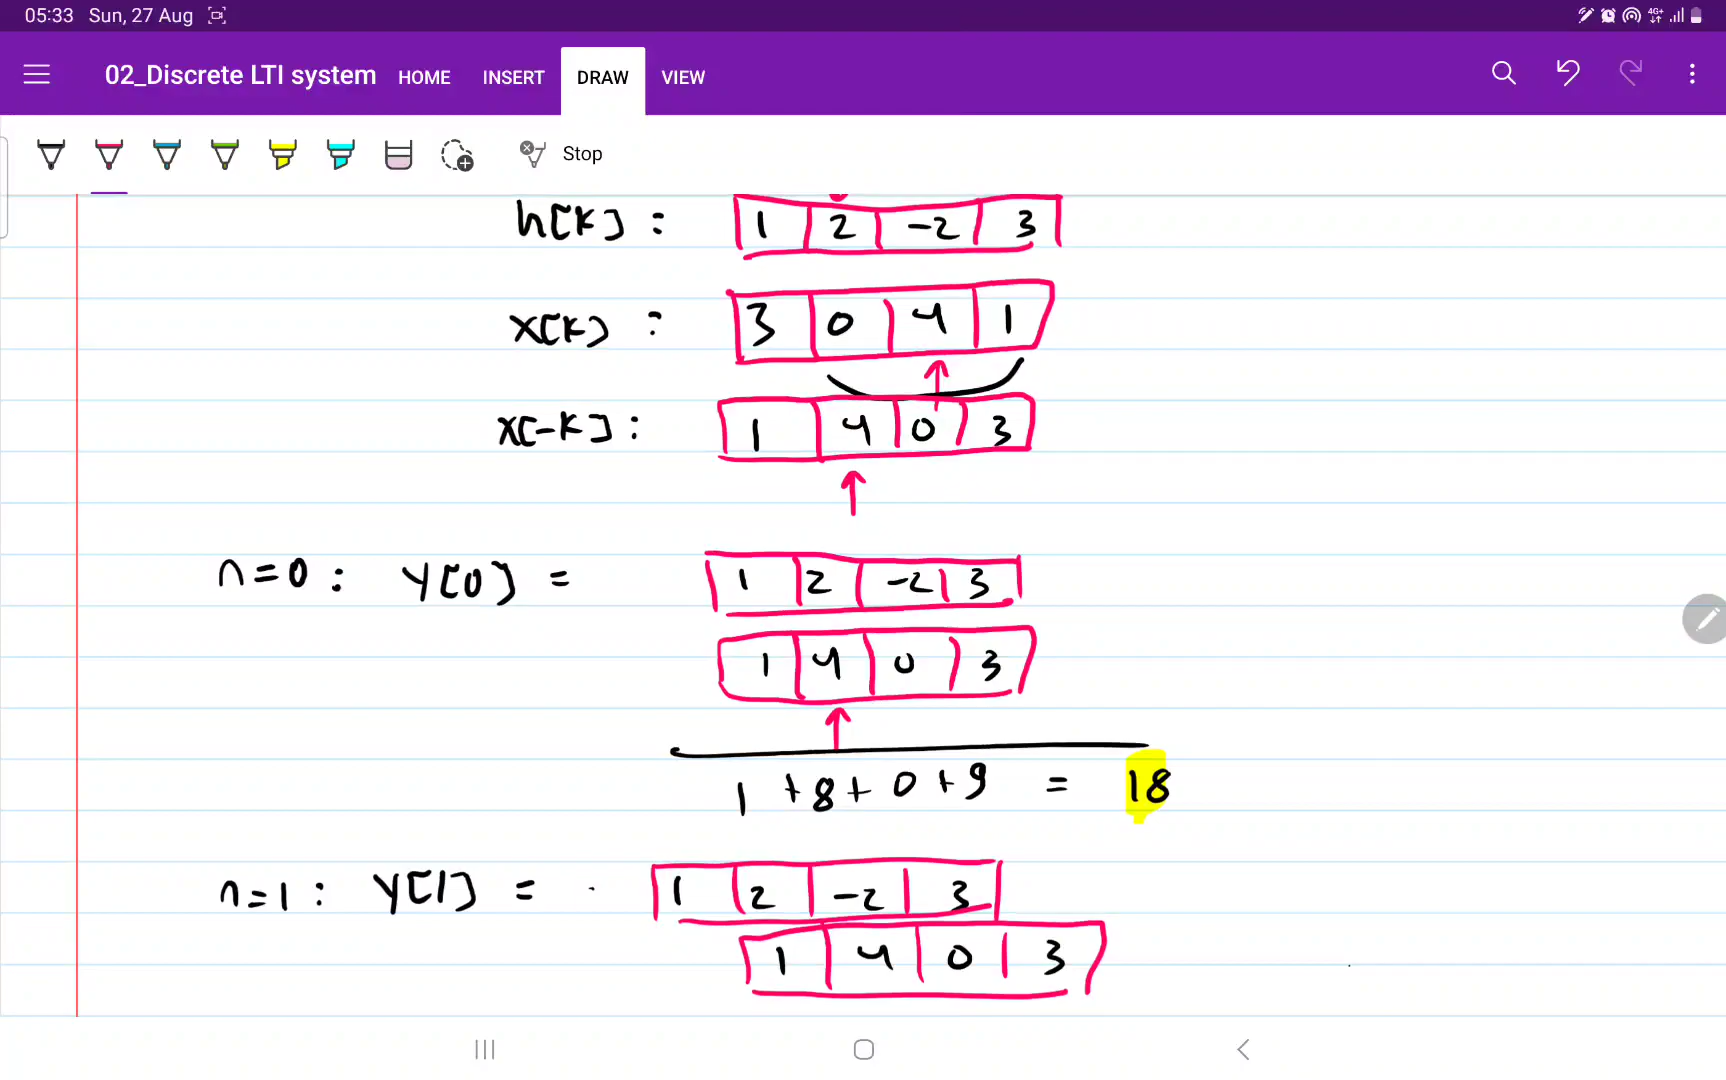 05:33 Sun, 27 Aug 4G+
02_Discrete LTI system HOME INSERT DRAW VIEW
Stop
h[k] : 1 2 -2 3
x[k] : 3 0 4 1
x[-k] : 1 4 0 3
n=0 : y[0] = 1 2 -2 3
1 4 0 3
1 + 8 + 0 + 9 = 18
n=1 : y[1] = 1 2 -2 3
1 4 0 3